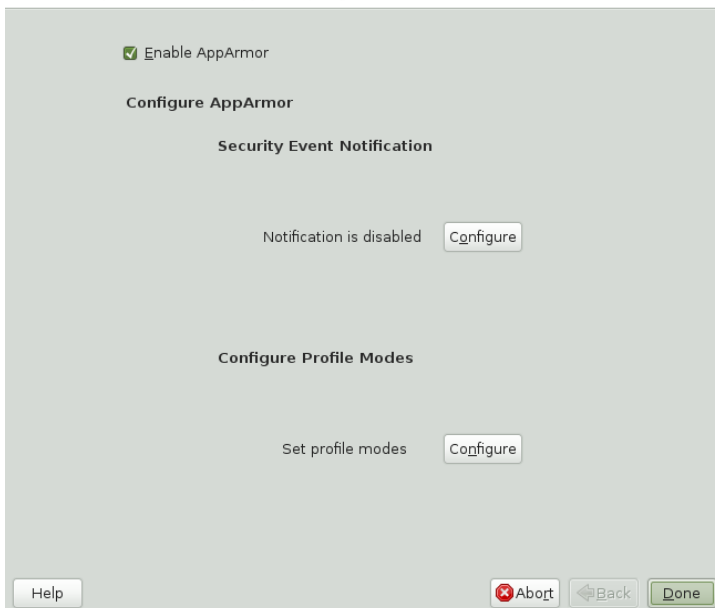 Enable AppArmor
Configure AppArmor
Security Event Notification
Notification is disabled Configure
Configure Profile Modes
Set profile modes Configure
Help Abort Back Done